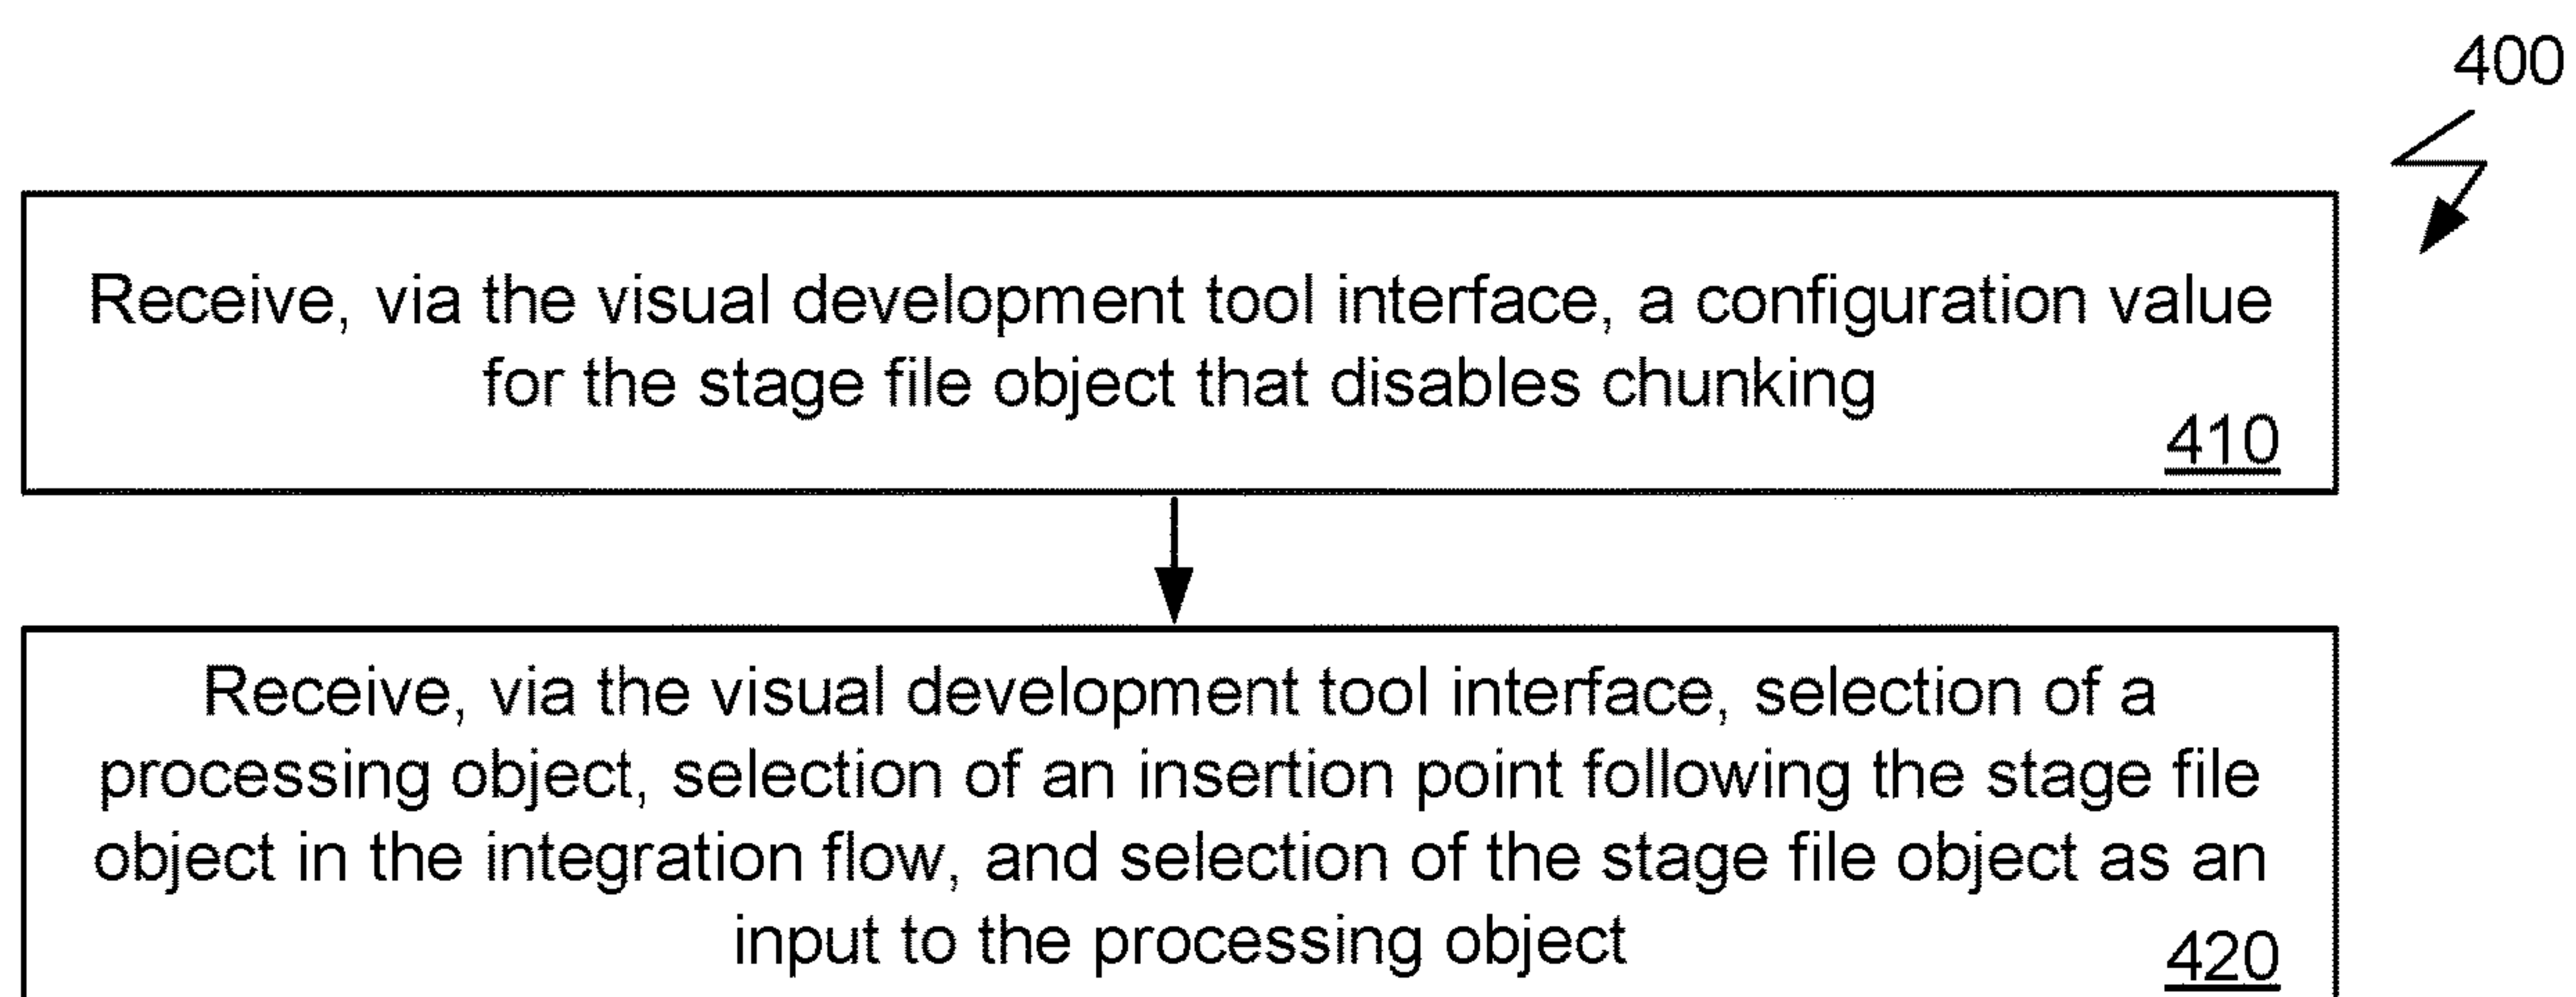 400
Receive, via the visual development tool interface, a configuration value
for the stage file object that disables chunking
410
Receive, via the visual development tool interface, selection of a
processing object, selection of an insertion point following the stage file
object in the integration flow, and selection of the stage file object as an
input to the processing object
420